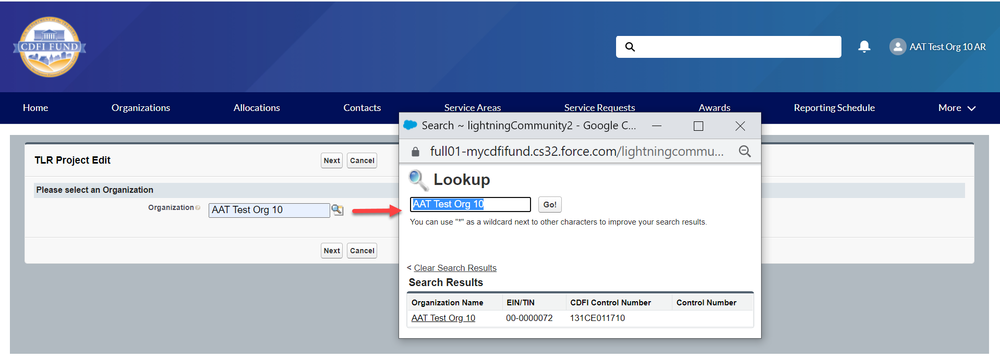 CDFI FUND
AAT Test Org 10 AR
Home Organizations Allocations Contacts Service Areas Service Requests Awards Reporting Schedule More
Search ~ lightningCommunity2 - Google C...
full01-mycdfifund.cs32.force.com/lightningcommu...
TLR Project Edit
Next Cancel
Please select an Organization
Organization
AAT Test Org 10
Next Cancel
Lookup
AAT Test Org 10
Go!
You can use "*" as a wildcard next to other characters to improve your search results.
< Clear Search Results
Search Results
Organization Name EIN/TIN CDFI Control Number Control Number
AAT Test Org 10 00-0000072 131CE011710